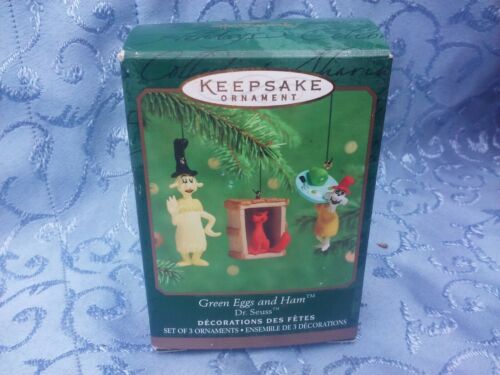 KEEPSAKE
ORNAMENT
Green Eggs and Ham™
Dr. Seuss™
DÉCORATIONS DES FÊTES
SET OF 3 ORNAMENTS • ENSEMBLE DE 3 DÉCORATIONS